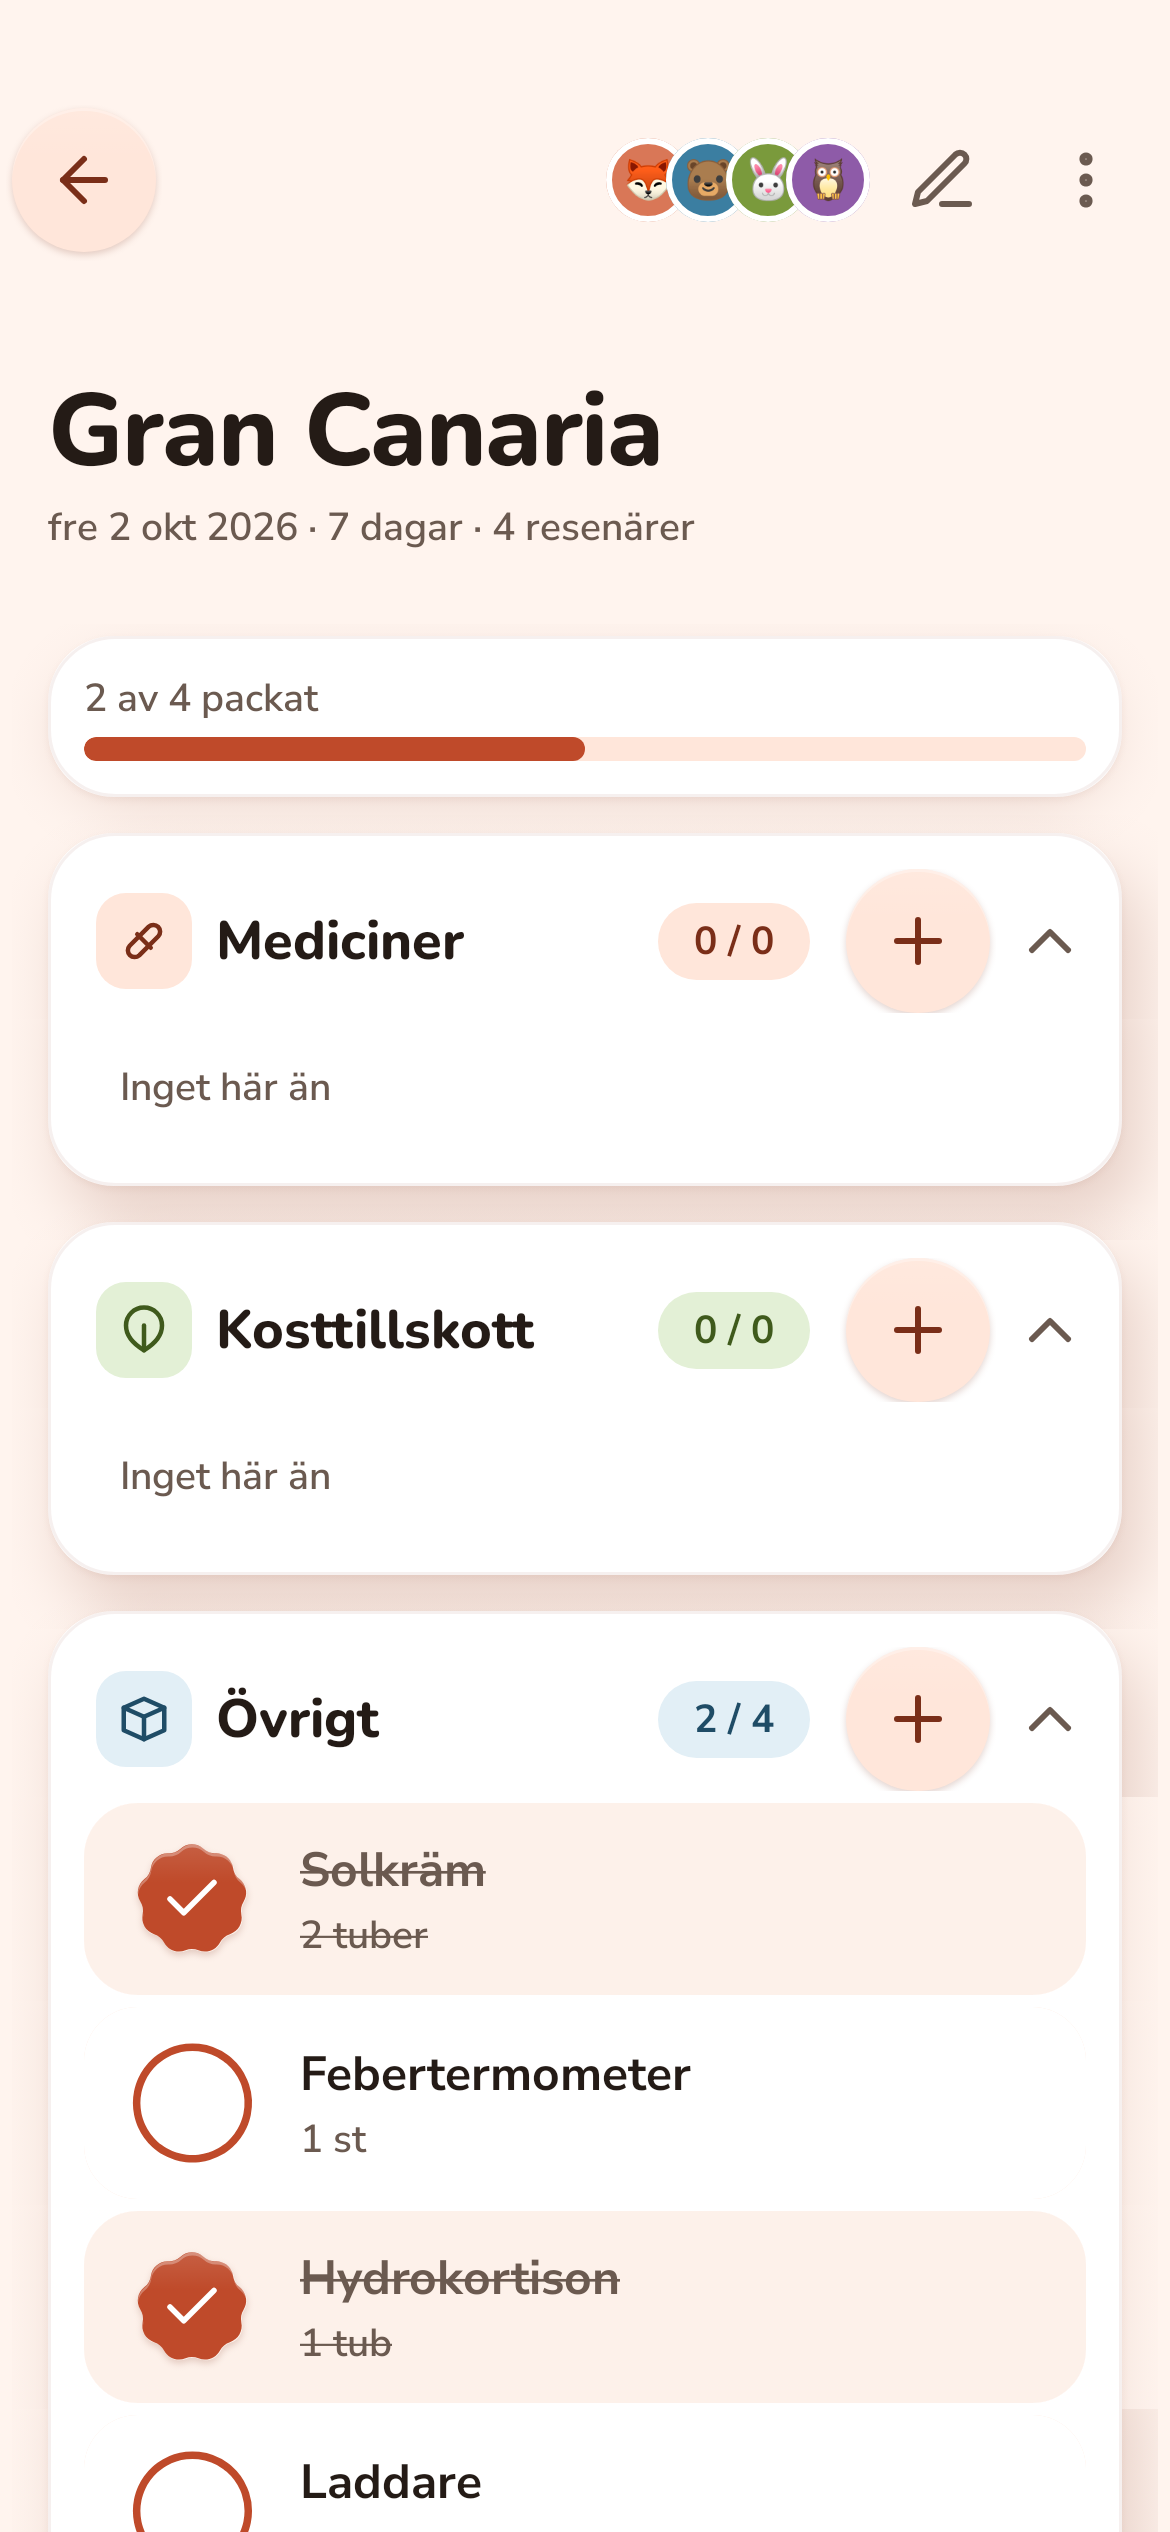 Gran Canaria
fre 2 okt 2026 · 7 dagar · 4 resenärer
2 av 4 packat
Mediciner
0 / 0
Inget här än
Kosttillskott
0 / 0
Inget här än
Övrigt
2 / 4
Solkräm
2 tuber
Febertermometer
1 st
Hydrokortison
1 tub
Laddare